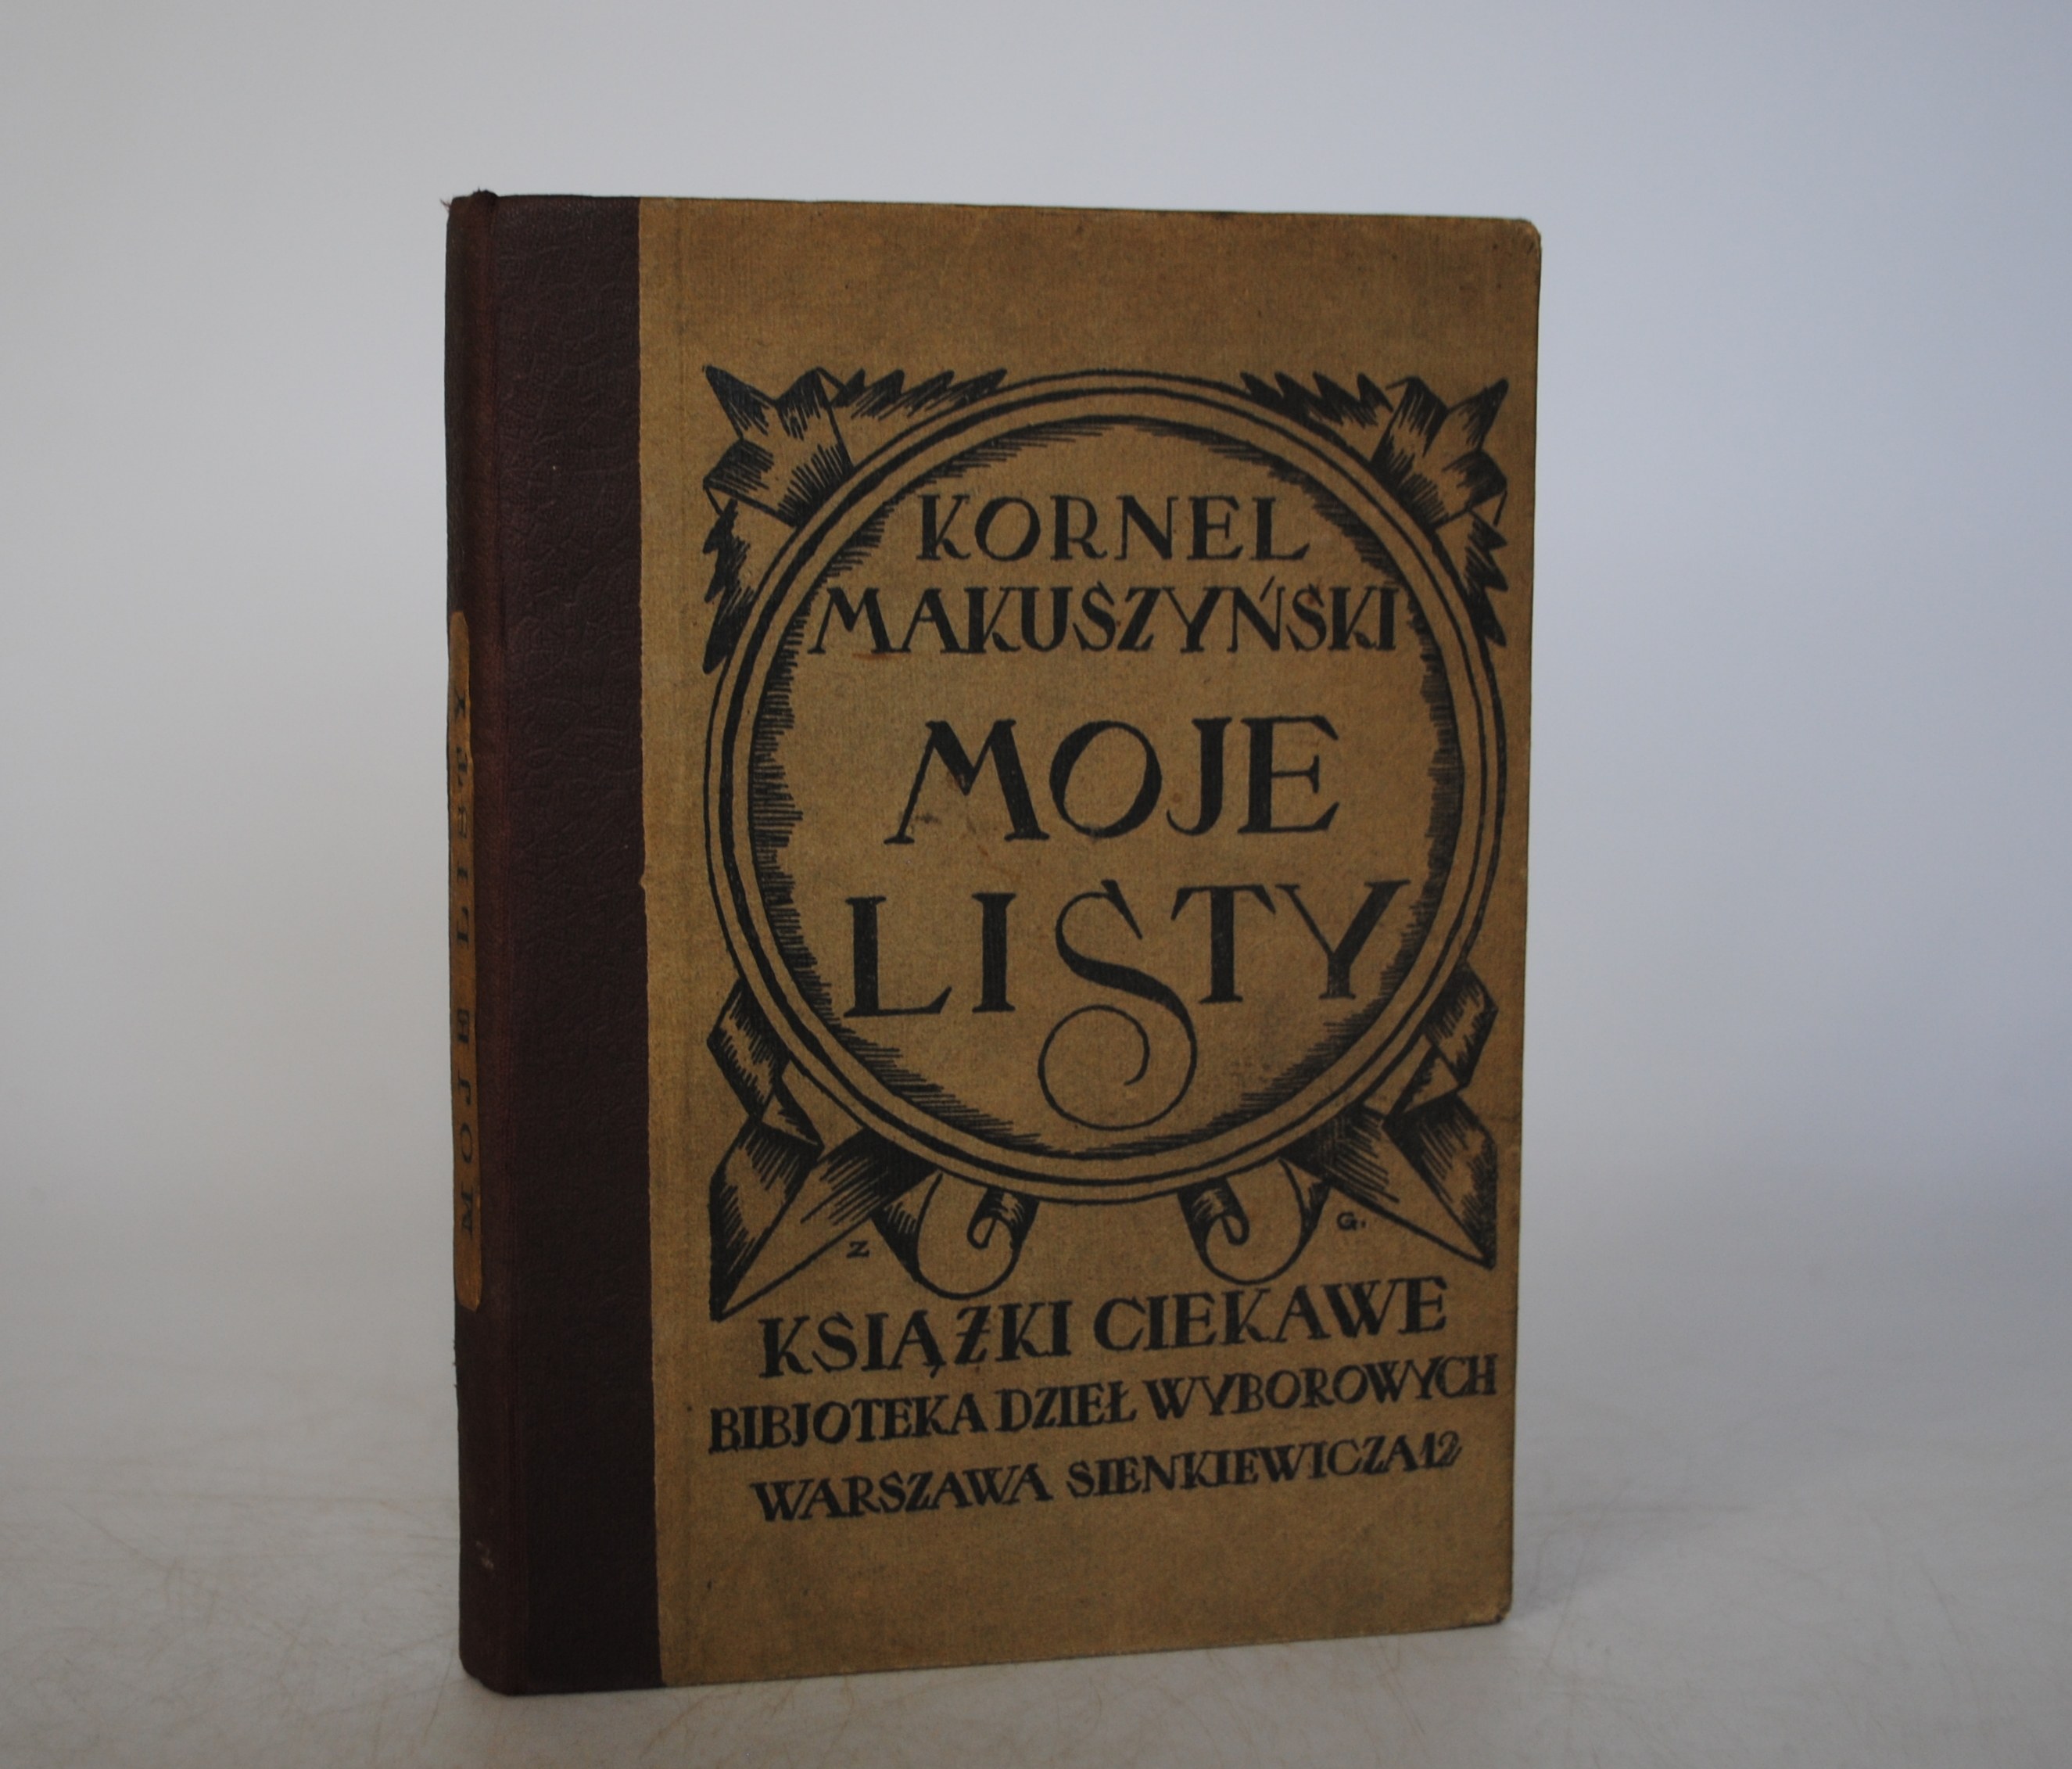 KORNEL
MAKUSZYŃSKI
MOJE
LISTY
Z G.
KSIĄŻKI CIEKAWE
BIBJOTEKA DZIEŁ WYBOROWYCH
WARSZAWA SIENKIEWICZA 12
MOJE LISTY